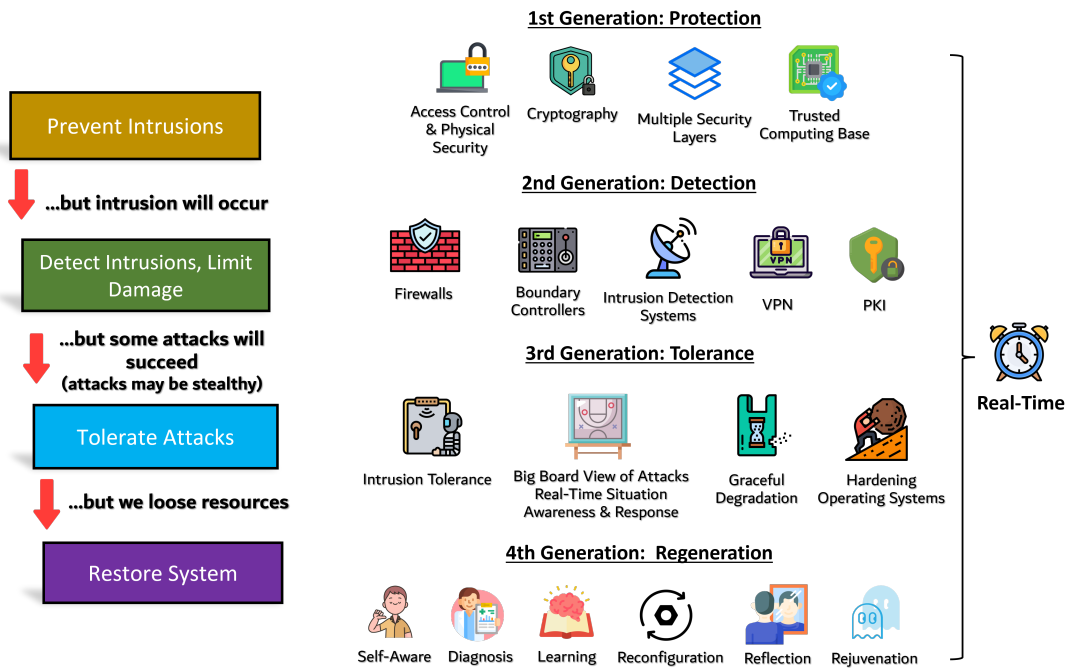 Prevent Intrusions
...but intrusion will occur
Detect Intrusions, Limit
Damage
...but some attacks will
succeed
(attacks may be stealthy)
Tolerate Attacks
...but we loose resources
Restore System
1st Generation: Protection
Access Control
& Physical
Security
Cryptography
Multiple Security
Layers
Trusted
Computing Base
2nd Generation: Detection
Firewalls
Boundary
Controllers
Intrusion Detection
Systems
VPN
VPN
PKI
3rd Generation: Tolerance
Intrusion Tolerance
Big Board View of Attacks
Real-Time Situation
Awareness & Response
Graceful
Degradation
Hardening
Operating Systems
4th Generation:  Regeneration
Self-Aware
Diagnosis
Learning
Reconfiguration
Reflection
Rejuvenation
Real-Time